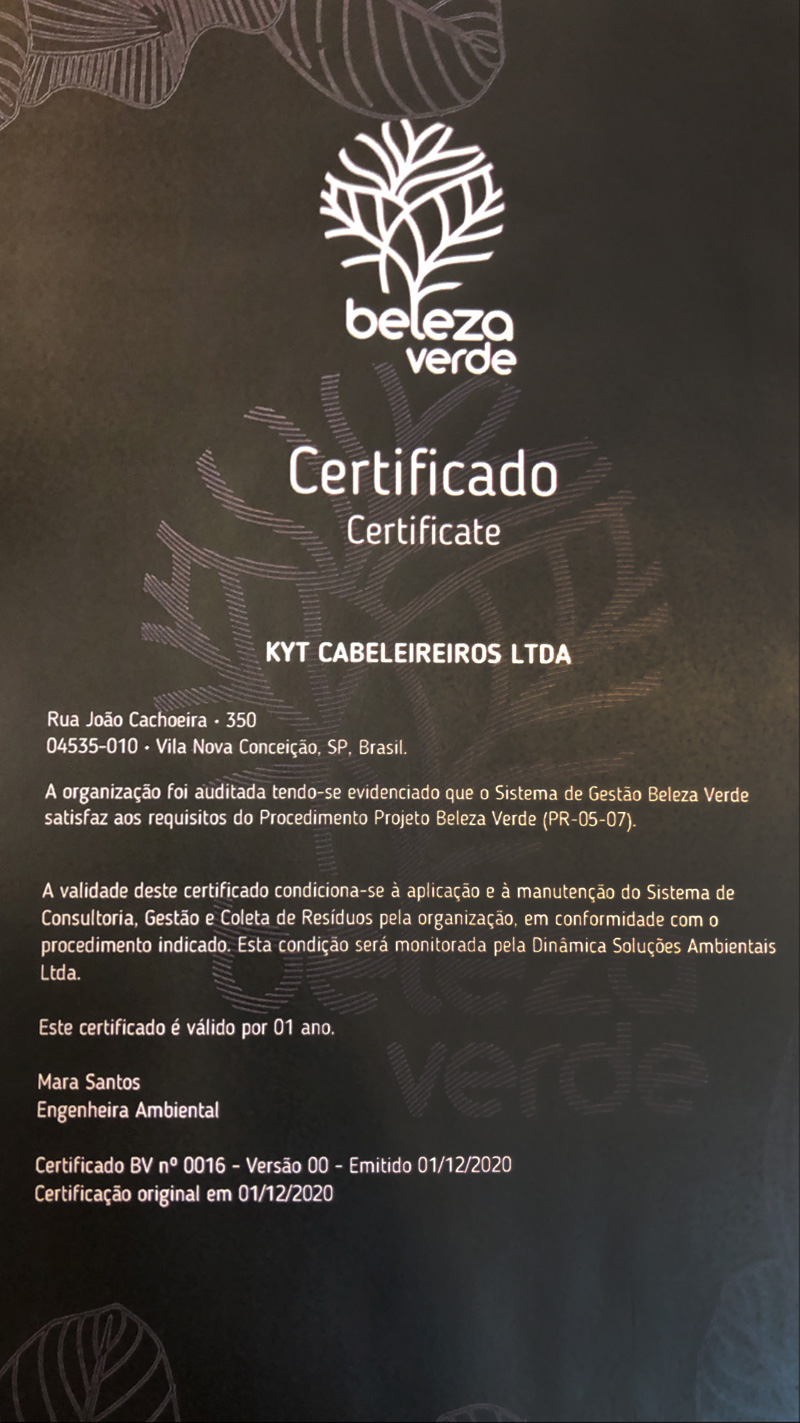 beleza
verde
Certificado
Certificate
KYT CABELEIREIROS LTDA
Rua João Cachoeira • 350
04535-010 • Vila Nova Conceição, SP, Brasil.
A organização foi auditada tendo-se evidenciado que o Sistema de Gestão Beleza Verde
satisfaz aos requisitos do Procedimento Projeto Beleza Verde (PR-05-07).
A validade deste certificado condiciona-se à aplicação e à manutenção do Sistema de
Consultoria, Gestão e Coleta de Resíduos pela organização, em conformidade com o
procedimento indicado. Esta condição será monitorada pela Dinâmica Soluções Ambientais
Ltda.
beleza
verde
Este certificado é válido por 01 ano.
Mara Santos
Engenheira Ambiental
Certificado BV nº 0016 - Versão 00 - Emitido 01/12/2020
Certificação original em 01/12/2020